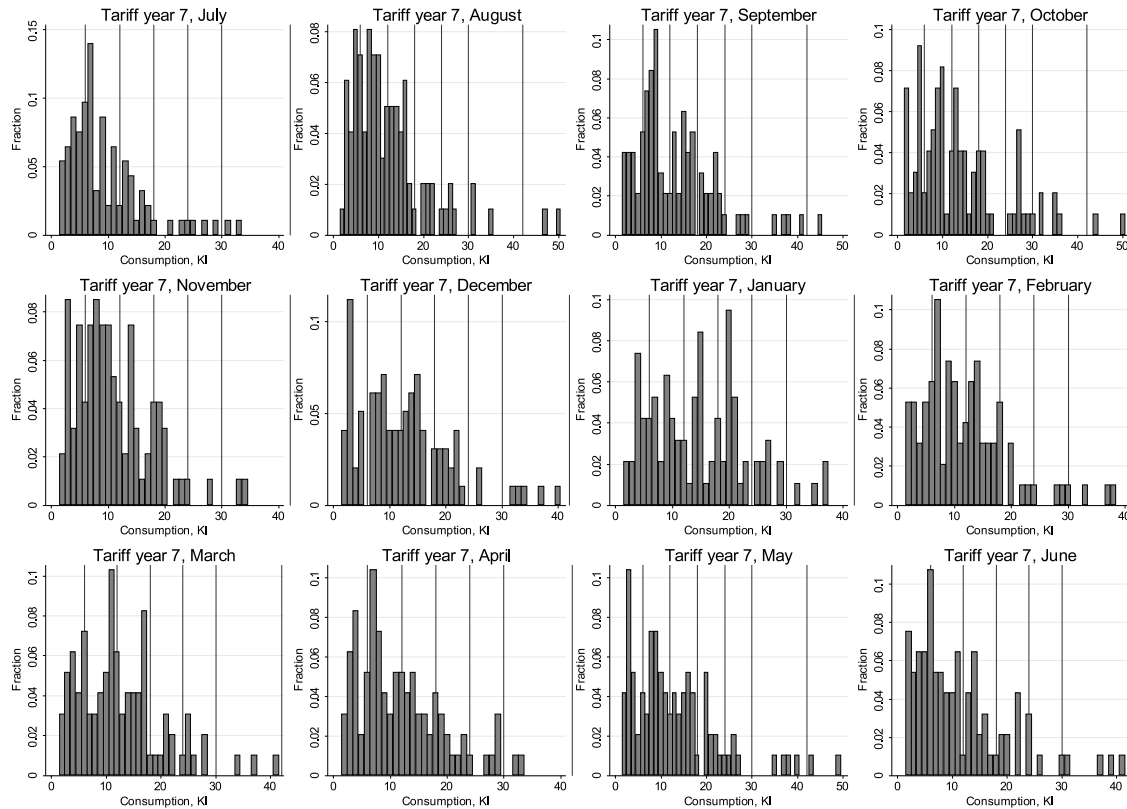 Tariff year 7, July
0.15
0.1
0.05
0
Fraction
0 10 20 30 40
Consumption, Kl
Tariff year 7, August
0.08
0.06
0.04
0.02
0
Fraction
0 10 20 30 40 50
Consumption, Kl
Tariff year 7, September
0.1
0.08
0.06
0.04
0.02
0
Fraction
0 10 20 30 40 50
Consumption, Kl
Tariff year 7, October
0.1
0.08
0.06
0.04
0.02
0
Fraction
0 10 20 30 40 50
Consumption, Kl
Tariff year 7, November
0.08
0.06
0.04
0.02
0
Fraction
0 10 20 30 40
Consumption, Kl
Tariff year 7, December
0.1
0.05
0
Fraction
0 10 20 30 40
Consumption, Kl
Tariff year 7, January
0.1
0.08
0.06
0.04
0.02
0
Fraction
0 10 20 30 40
Consumption, Kl
Tariff year 7, February
0.1
0.08
0.06
0.04
0.02
0
Fraction
0 10 20 30 40
Consumption, Kl
Tariff year 7, March
0.1
0.08
0.06
0.04
0.02
0
Fraction
0 10 20 30 40
Consumption, Kl
Tariff year 7, April
0.1
0.08
0.06
0.04
0.02
0
Fraction
0 10 20 30 40
Consumption, Kl
Tariff year 7, May
0.1
0.08
0.06
0.04
0.02
0
Fraction
0 10 20 30 40 50
Consumption, Kl
Tariff year 7, June
0.1
0.08
0.06
0.04
0.02
0
Fraction
0 10 20 30 40
Consumption, Kl